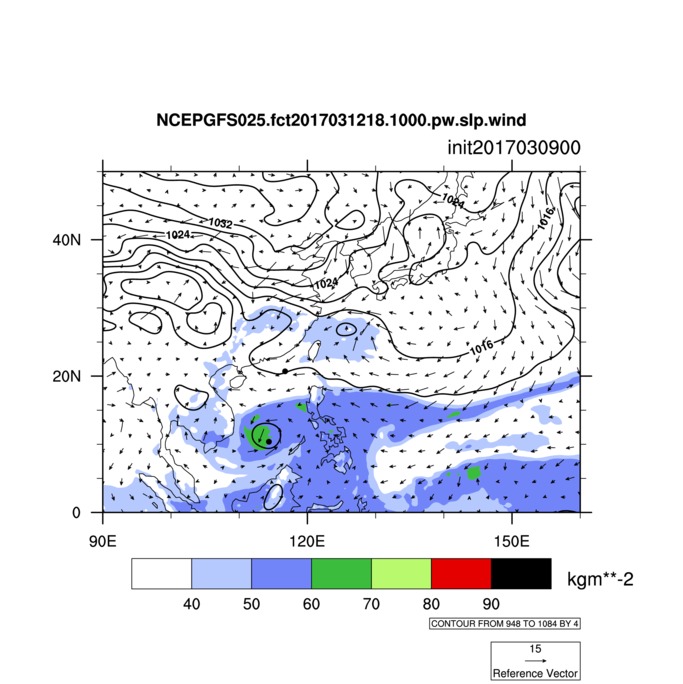 NCEPGFS025.fct2017031218.1000.pw.slp.wind
init2017030900
1032
1024
1024
1024
1016
1016
40N
20N
0
90E 120E 150E
40 50 60 70 80 90
kgm**-2
CONTOUR FROM 948 TO 1084 BY 4
15
Reference Vector